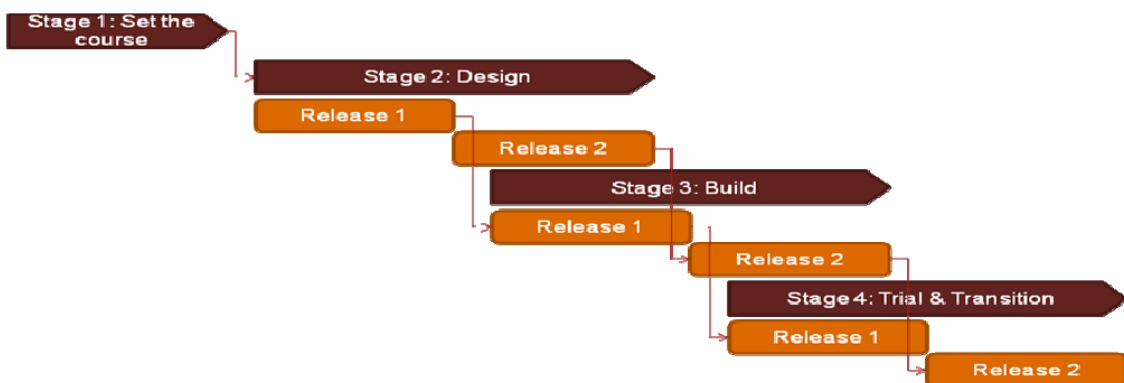 Stage 1: Set the
course
Stage 2: Design
Release 1
Release 2
Stage 3: Build
Release 1
Release 2
Stage 4: Trial & Transition
Release 1
Release 2